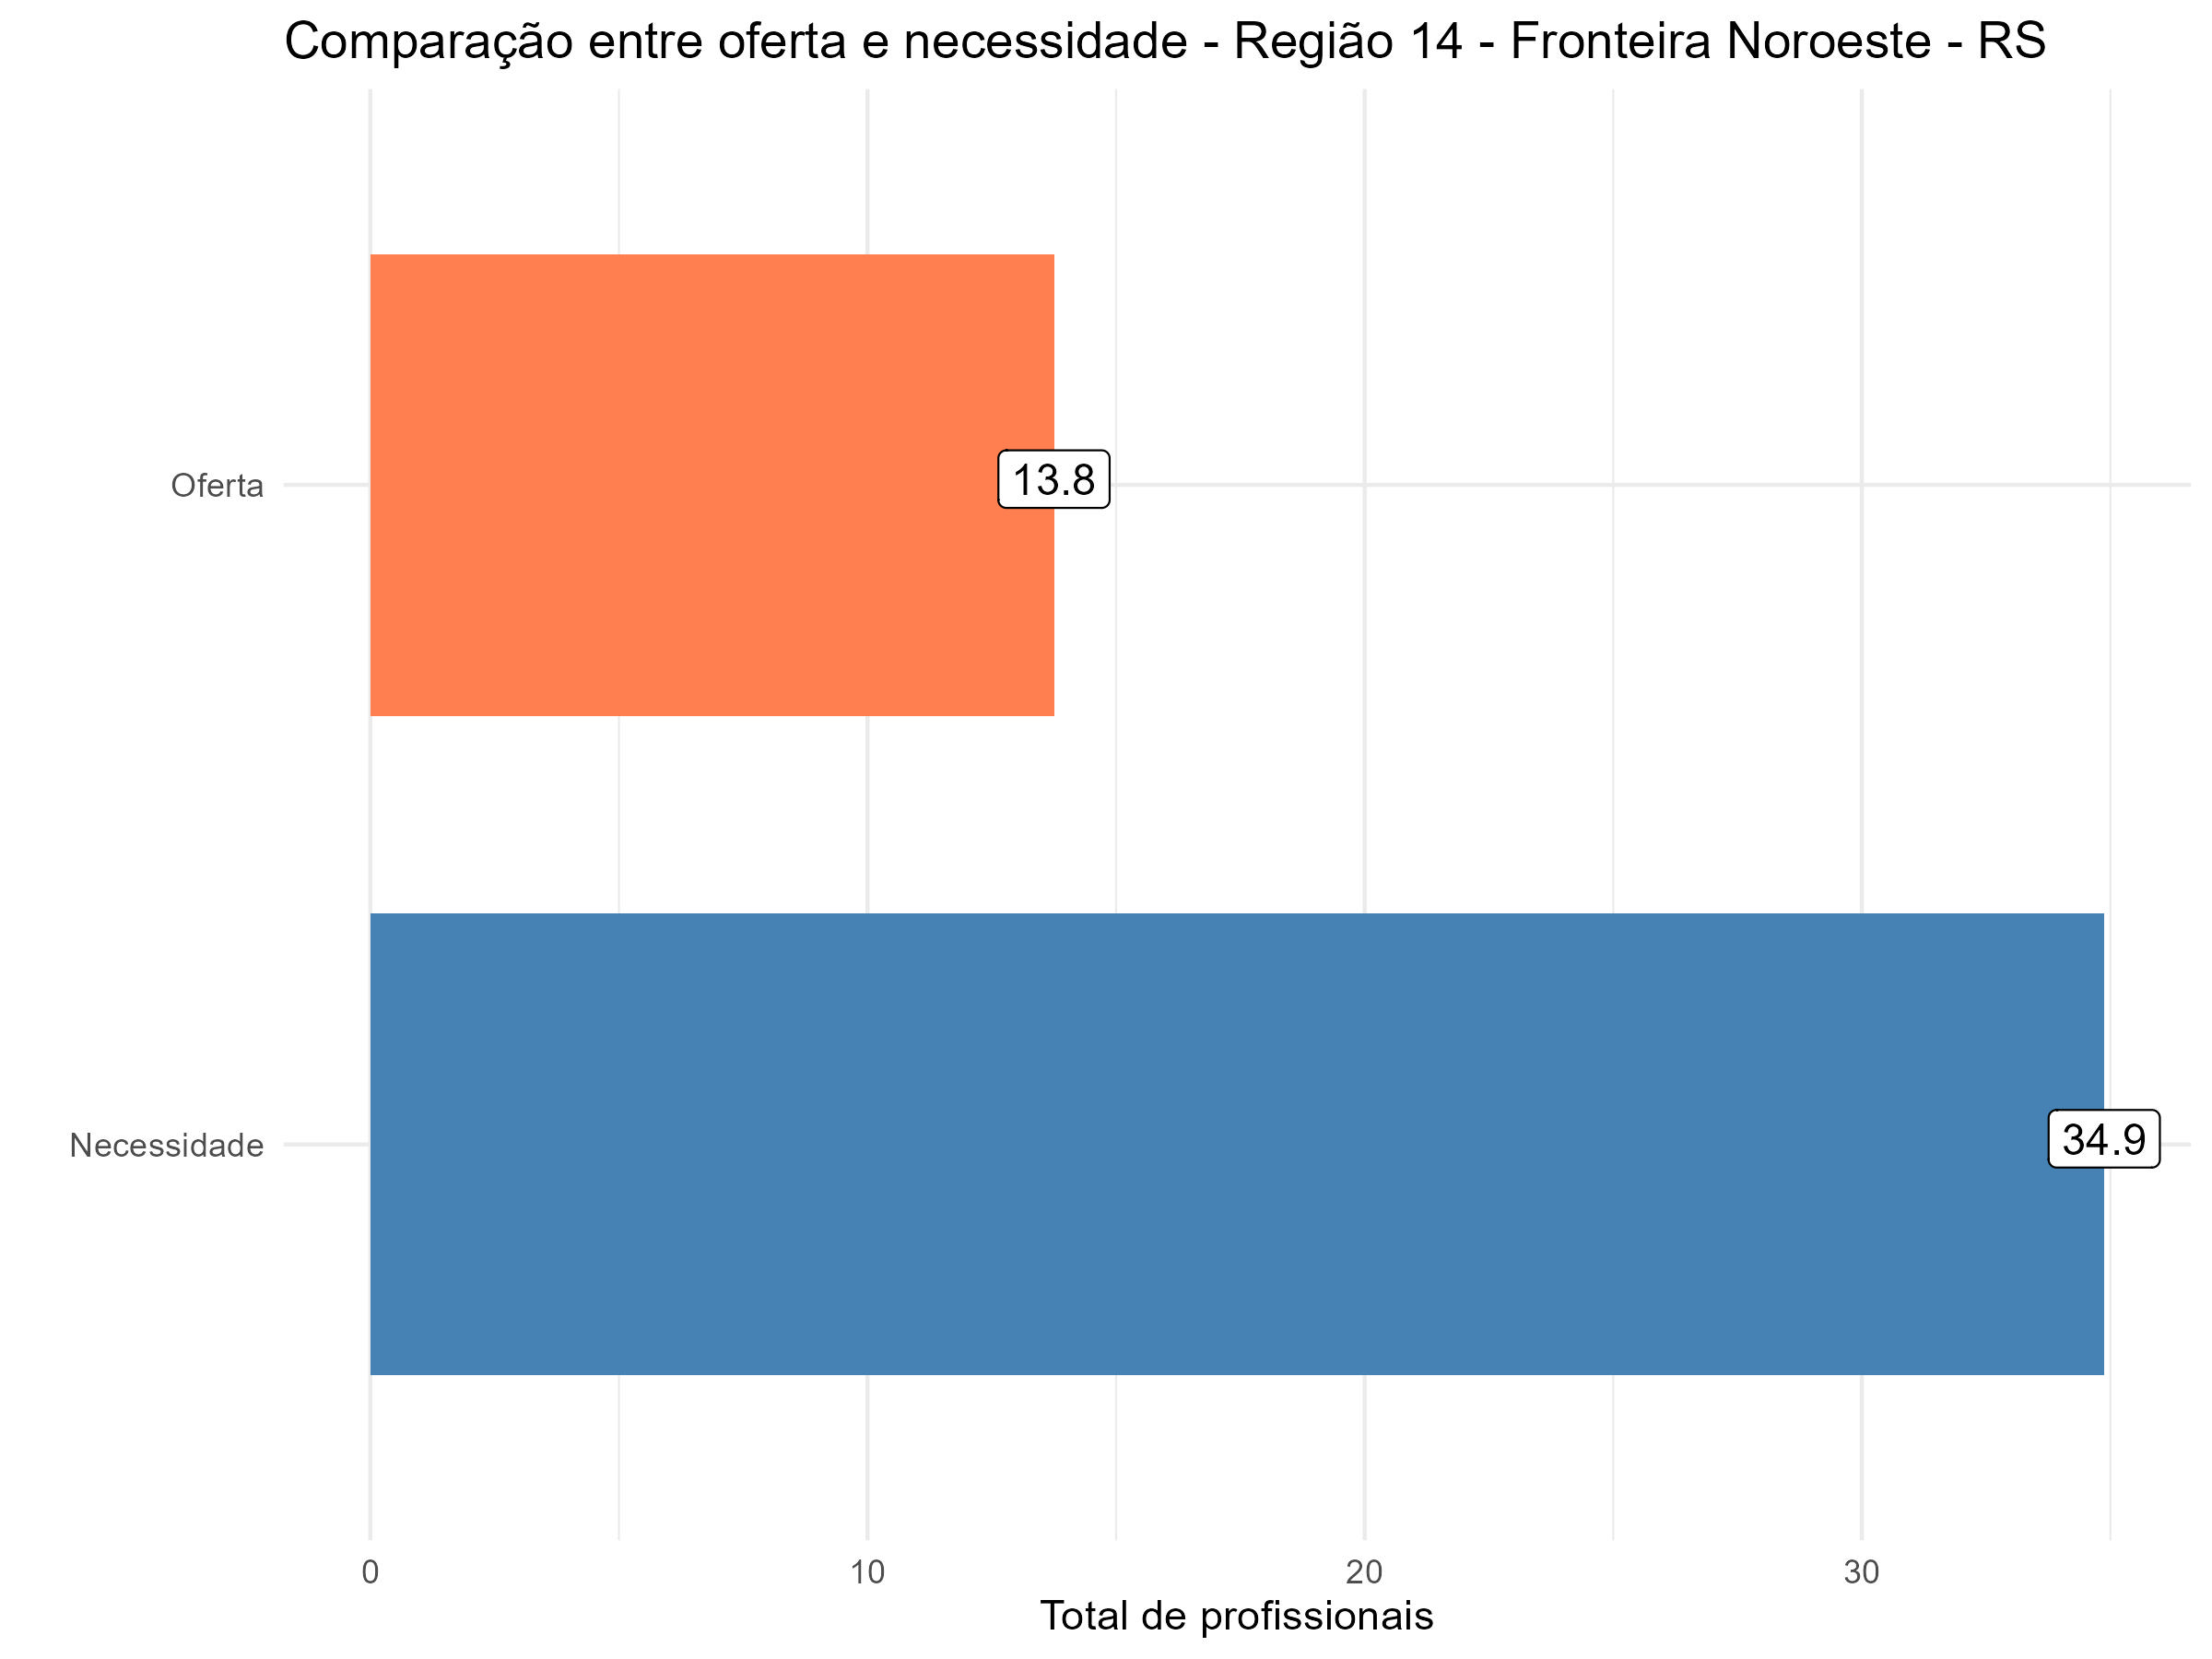 Comparação entre oferta e necessidade - Região 14 - Fronteira Noroeste - RS
Oferta
13.8
Necessidade
34.9
0 10 20 30
Total de profissionais